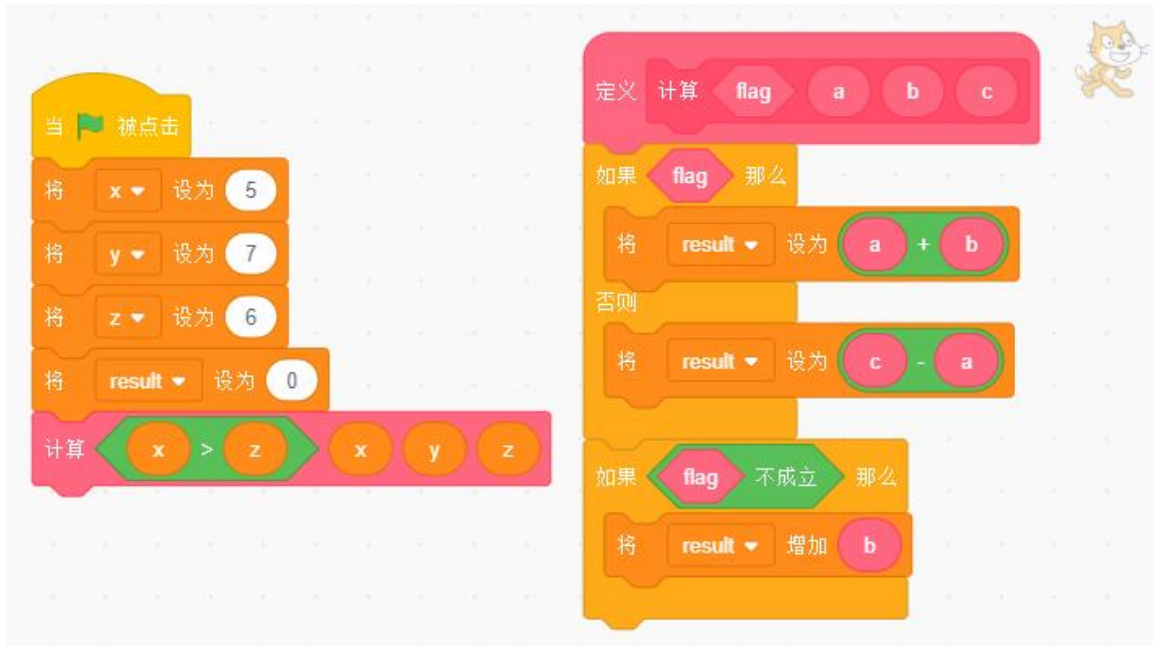 当 被点击
将 x 设为 5
将 y 设为 7
将 z 设为 6
将 result 设为 0
计算 x > z x y z
定义 计算 flag a b c
如果 flag 那么
将 result 设为 a + b
否则
将 result 设为 c - a
如果 flag 不成立 那么
将 result 增加 b